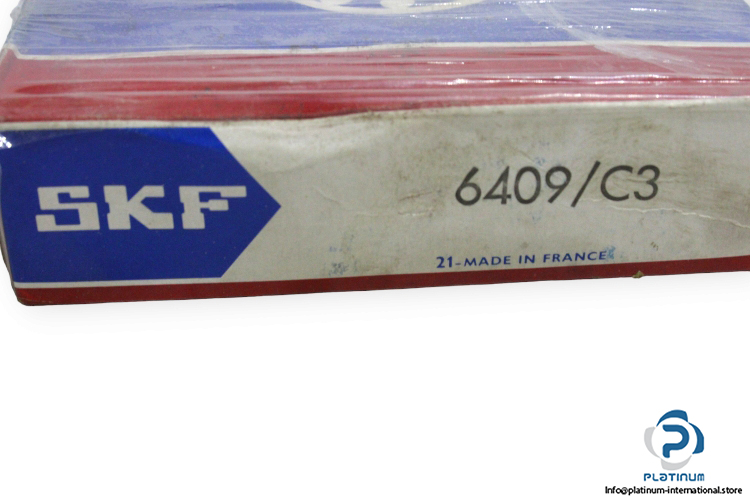 SKF
6409/C3
21-MADE IN FRANCE
PLATINUM
Info@platinum-international.store